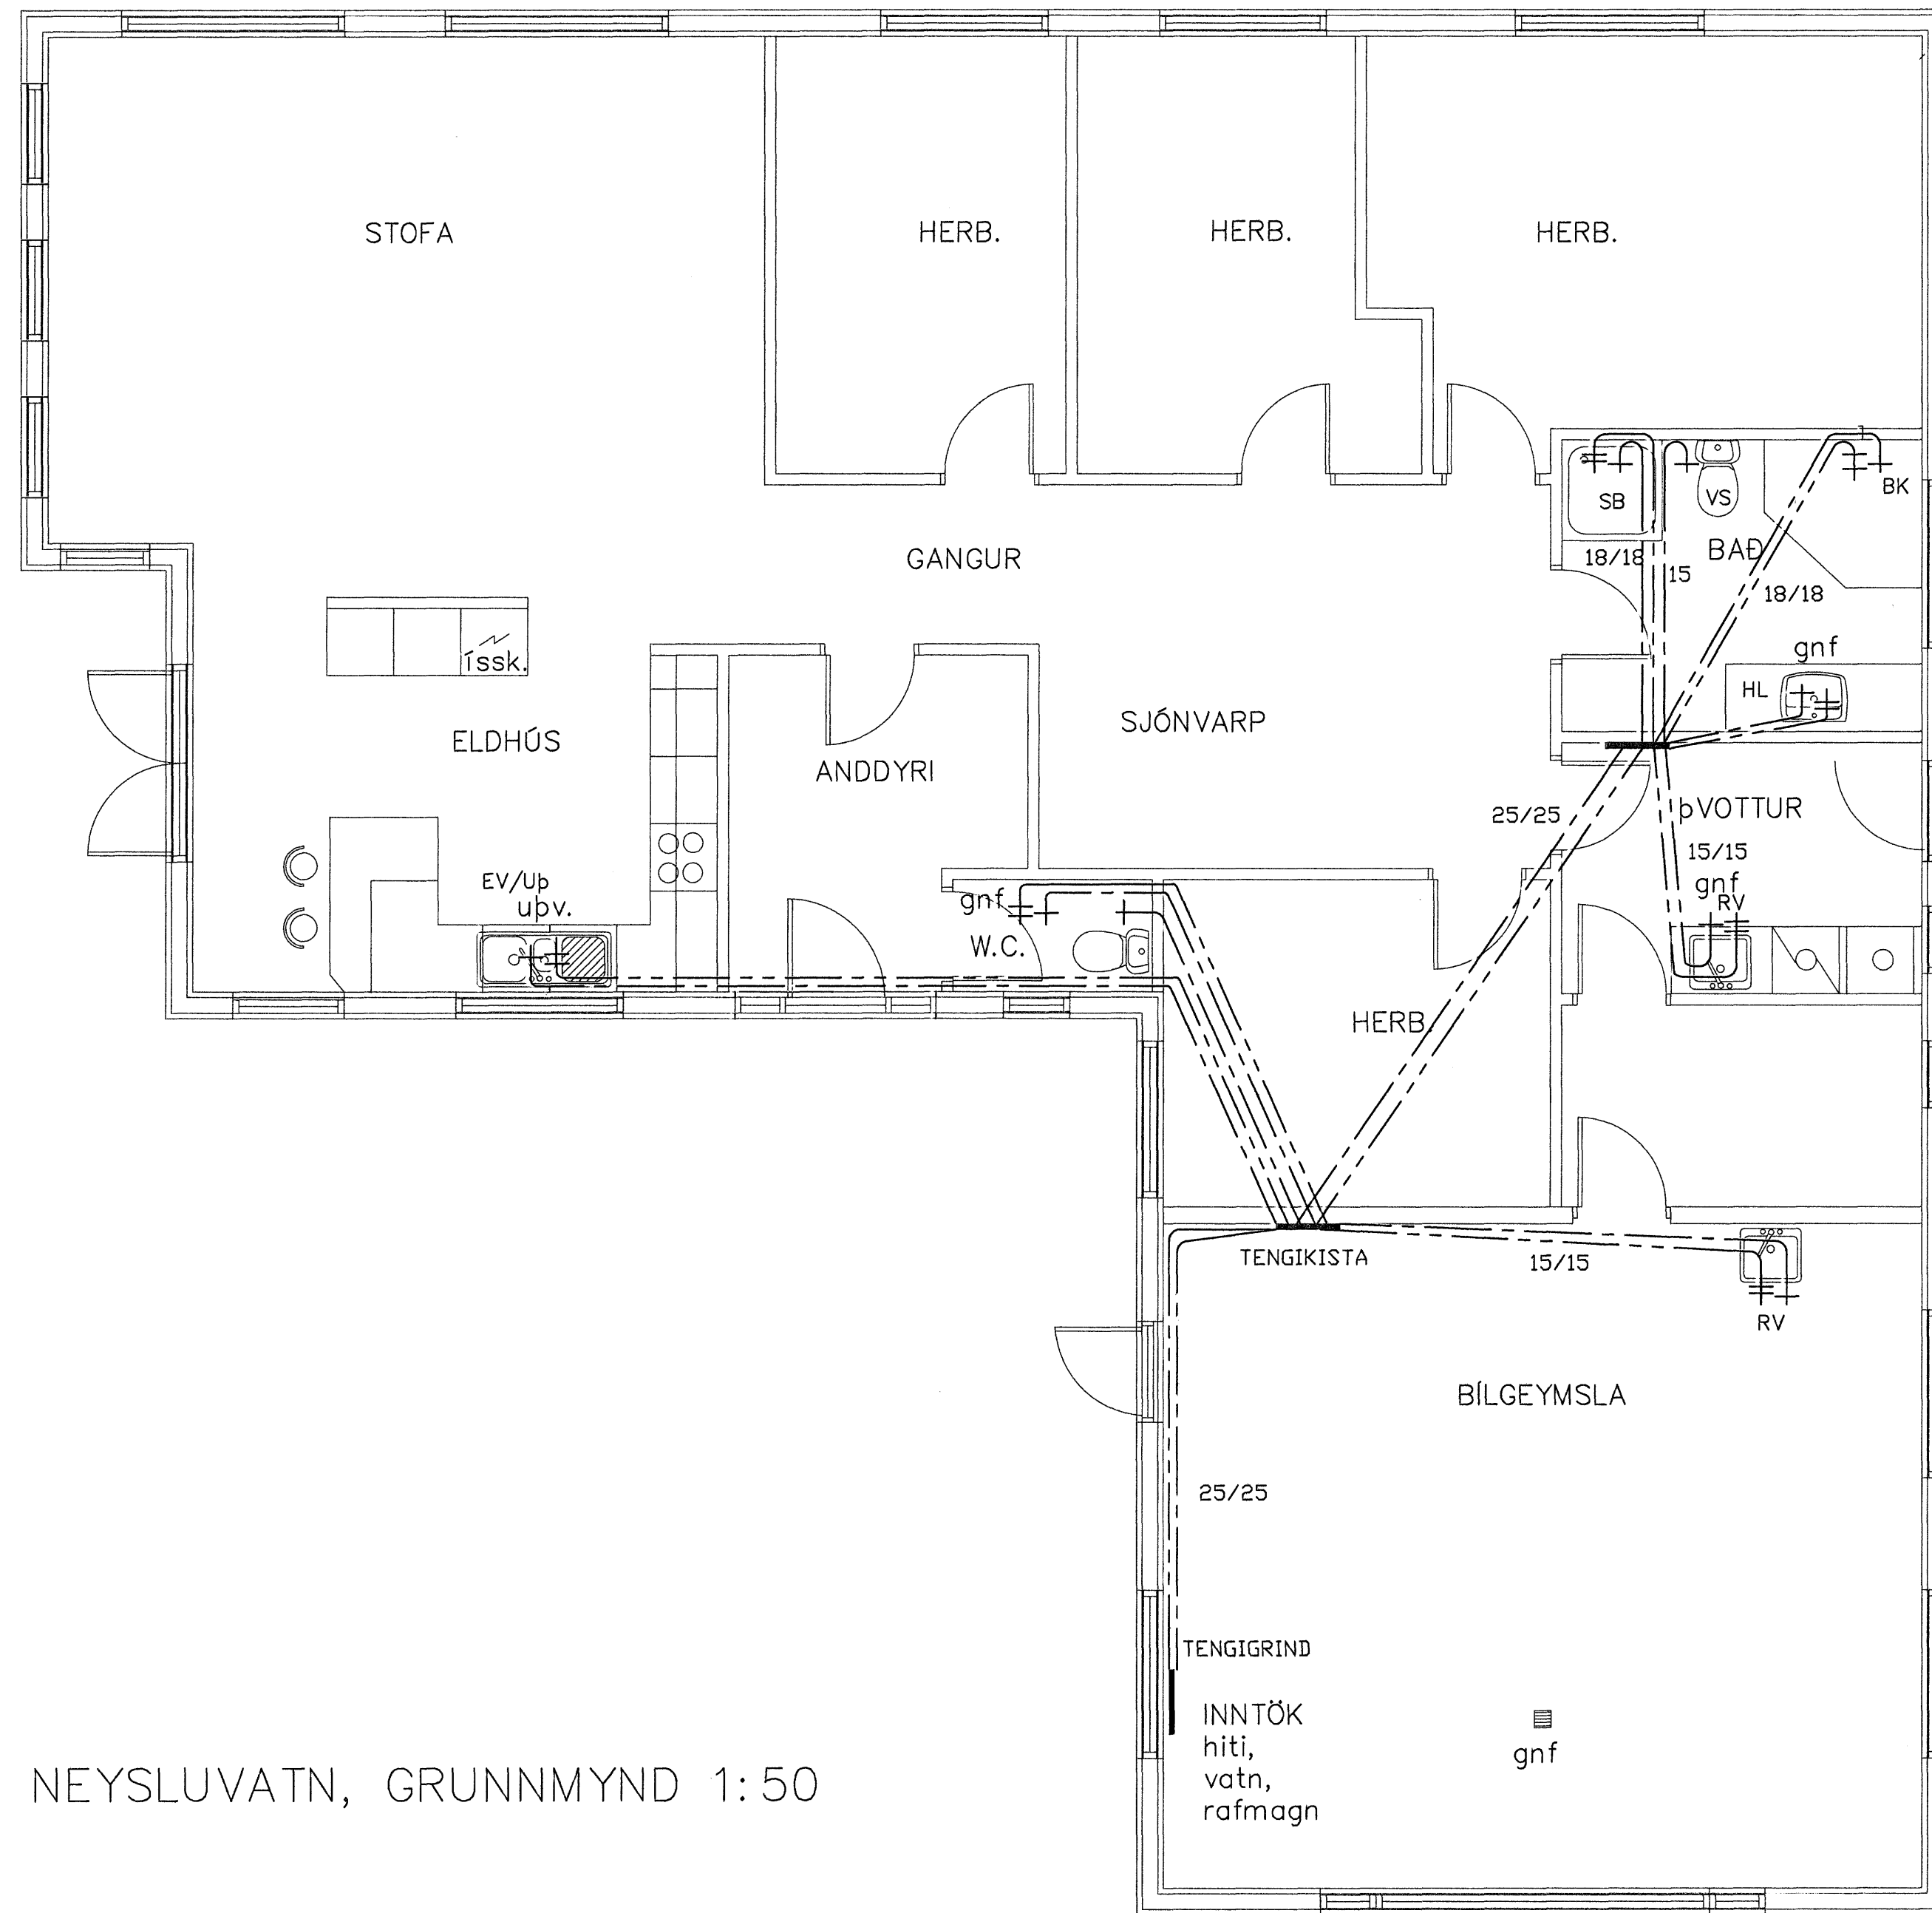 STOFA
HERB.
HERB.
HERB.
SB
VS
BK
GANGUR
18/18
15
BAÐ
18/18
íssk.
gnf
HL
SJÓNVARP
ELDHÚS
ANDDYRI
25/25
ÞVOTTUR
15/15
gnf
RV
EV/Uþ
uþv.
gnf
W.C.
HERB.
TENGIKISTA
15/15
RV
BÍLGEYMSLA
25/25
TENGIGRIND
INNTÖK
hiti,
vatn,
rafmagn
gnf
NEYSLUVATN, GRUNNMYND 1:50